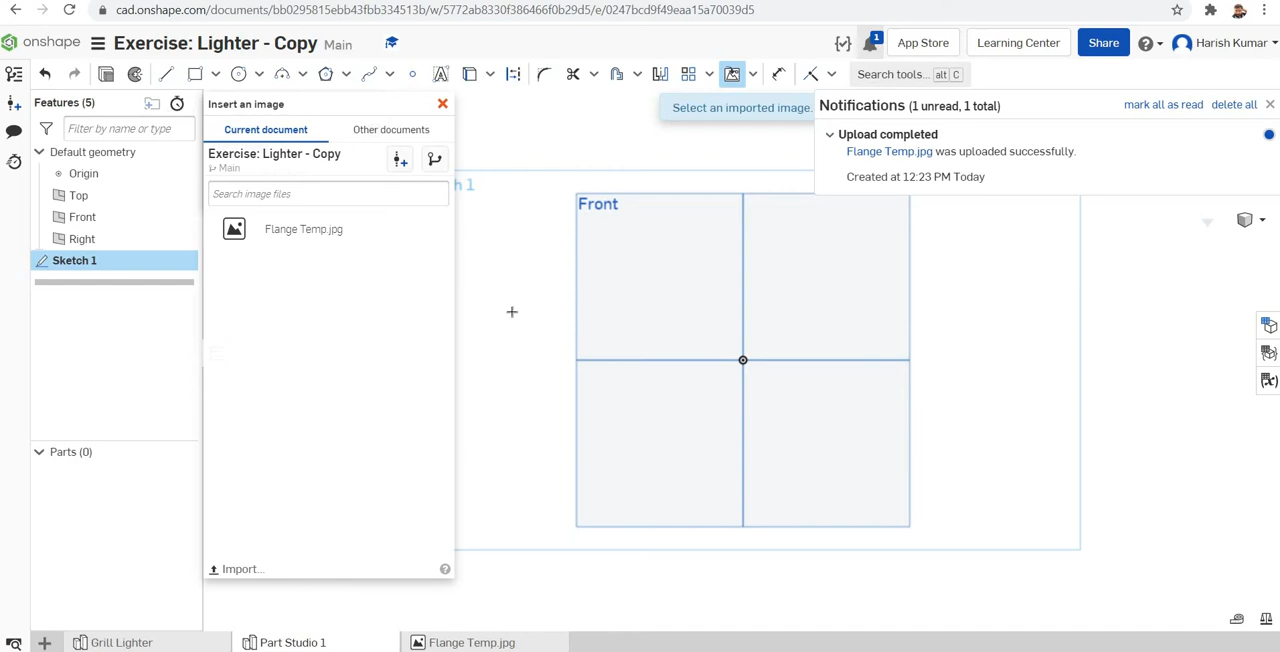 cad.onshape.com/documents/bb0295815ebb43fbb334513b/w/5772ab8330f386466f0b29d5/e/0247bcd9f49eaa15a70039d5
onshape
Exercise: Lighter - Copy Main
1
App Store
Learning Center
Share
Harish Kumar
Search tools... alt C
Features (5)
Filter by name or type
Default geometry
Origin
Top
Front
Right
Sketch 1
Parts (0)
Insert an image
Current document
Other documents
Exercise: Lighter - Copy
Main
Search image files
Flange Temp.jpg
Import...
Select an imported image.
Notifications (1 unread, 1 total)
mark all as read
delete all
Upload completed
Flange Temp.jpg was uploaded successfully.
Created at 12:23 PM Today
h 1
Front
Grill Lighter
Part Studio 1
Flange Temp.jpg